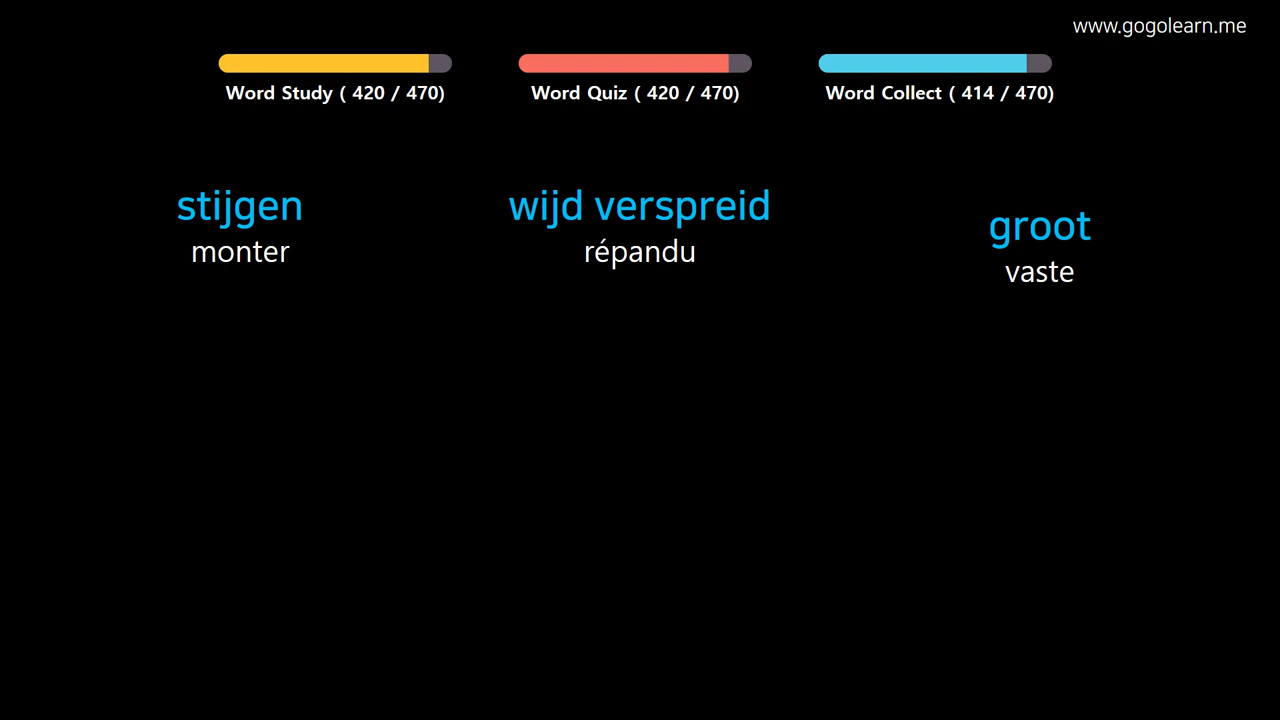 www.gogolearn.me
Word Study ( 420 / 470)
Word Quiz ( 420 / 470)
Word Collect ( 414 / 470)
stijgen
monter
wijd verspreid
répandu
groot
vaste